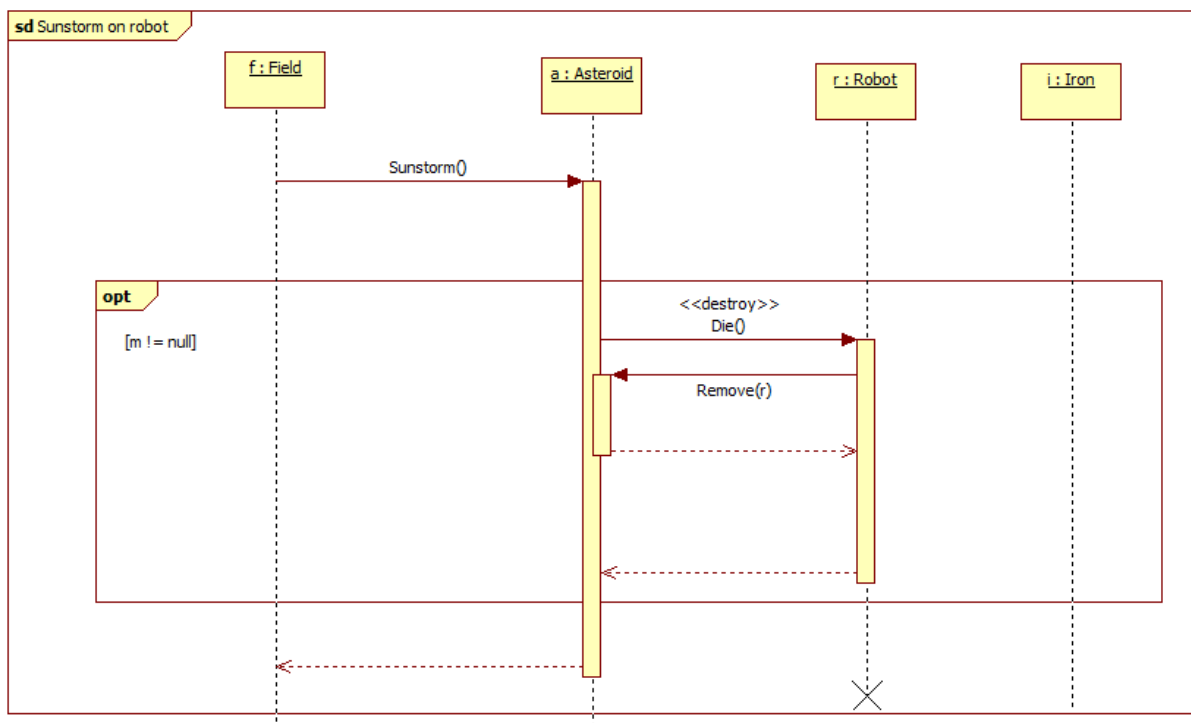 sd Sunstorm on robot
f : Field
a : Asteroid
r : Robot
i : Iron
Sunstorm()
opt
[m != null]
<<destroy>>
Die()
Remove(r)